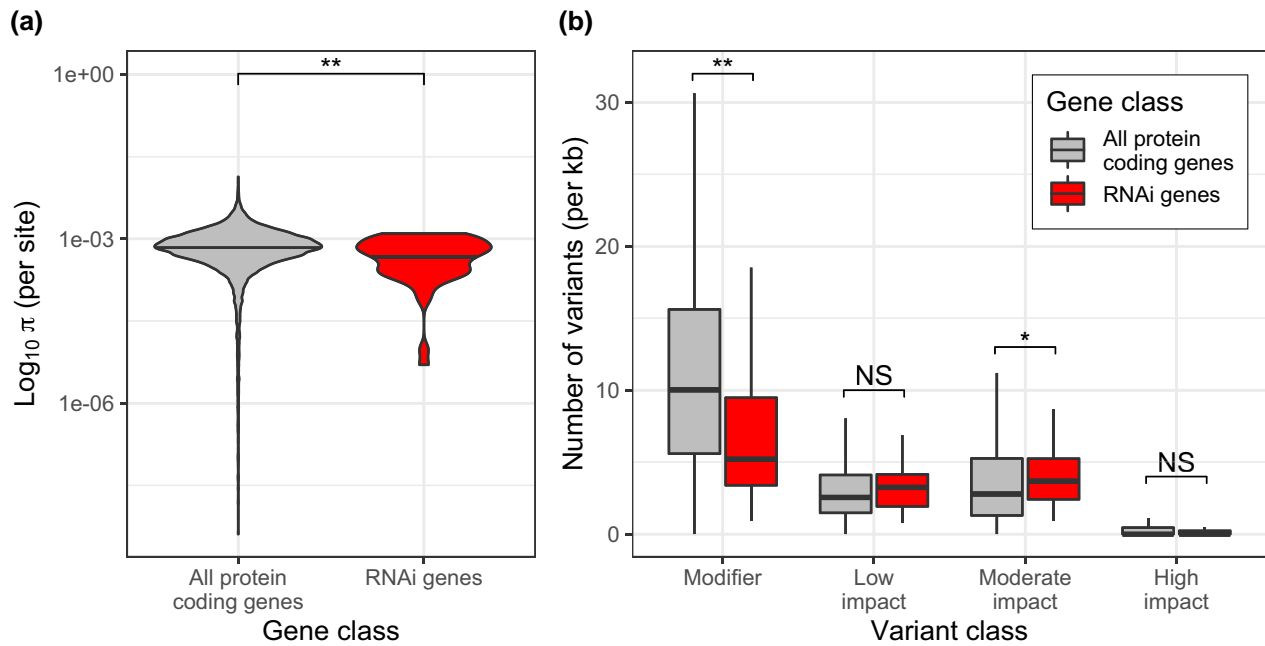 (a)
**
1e+00
1e-03
1e-06
Log₁₀ π (per site)
All protein
coding genes
RNAi genes
Gene class
(b)
**
NS
*
NS
Gene class
All protein
coding genes
RNAi genes
30
20
10
0
Number of variants (per kb)
Modifier
Low
impact
Moderate
impact
High
impact
Variant class